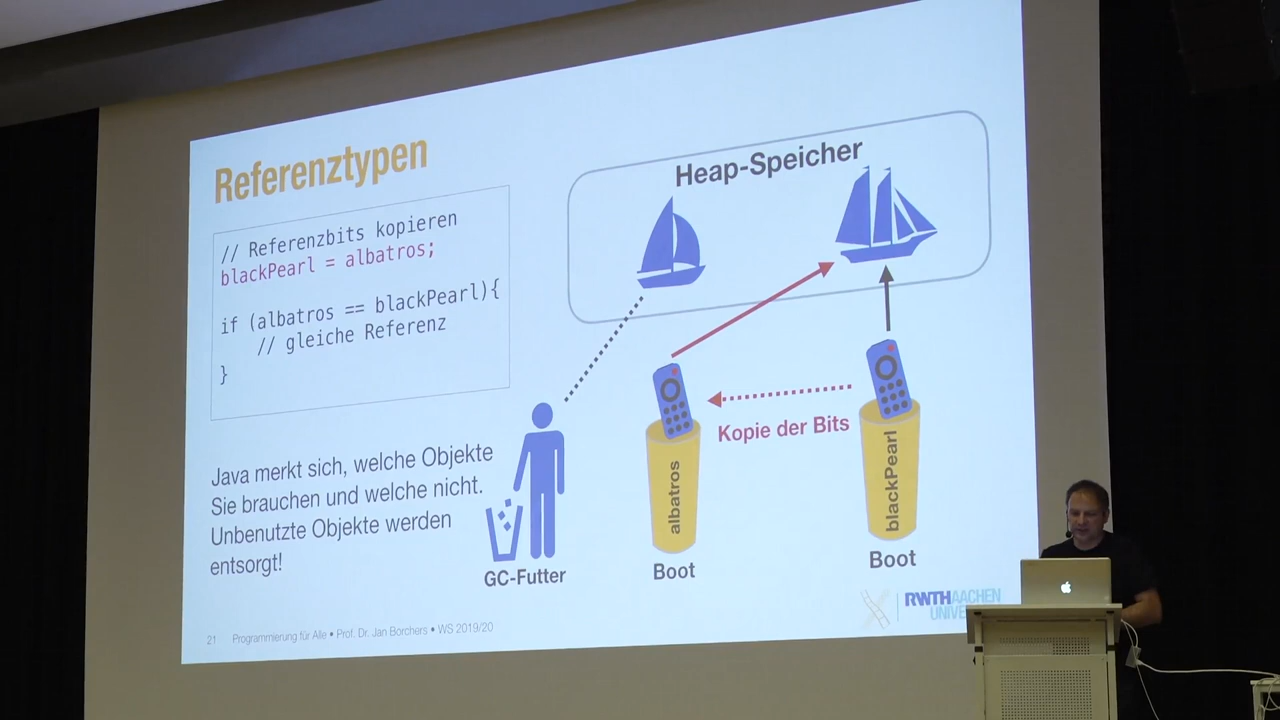 Referenztypen
// Referenzbits kopieren
blackPearl = albatros;
if (albatros == blackPearl){
// gleiche Referenz
}
Java merkt sich, welche Objekte
Sie brauchen und welche nicht.
Unbenutzte Objekte werden
entsorgt!
GC-Futter
Heap-Speicher
Kopie der Bits
albatros
Boot
blackPearl
Boot
21 Programmierung für Alle • Prof. Dr. Jan Borchers • WS 2019/20
RWTH AACHEN